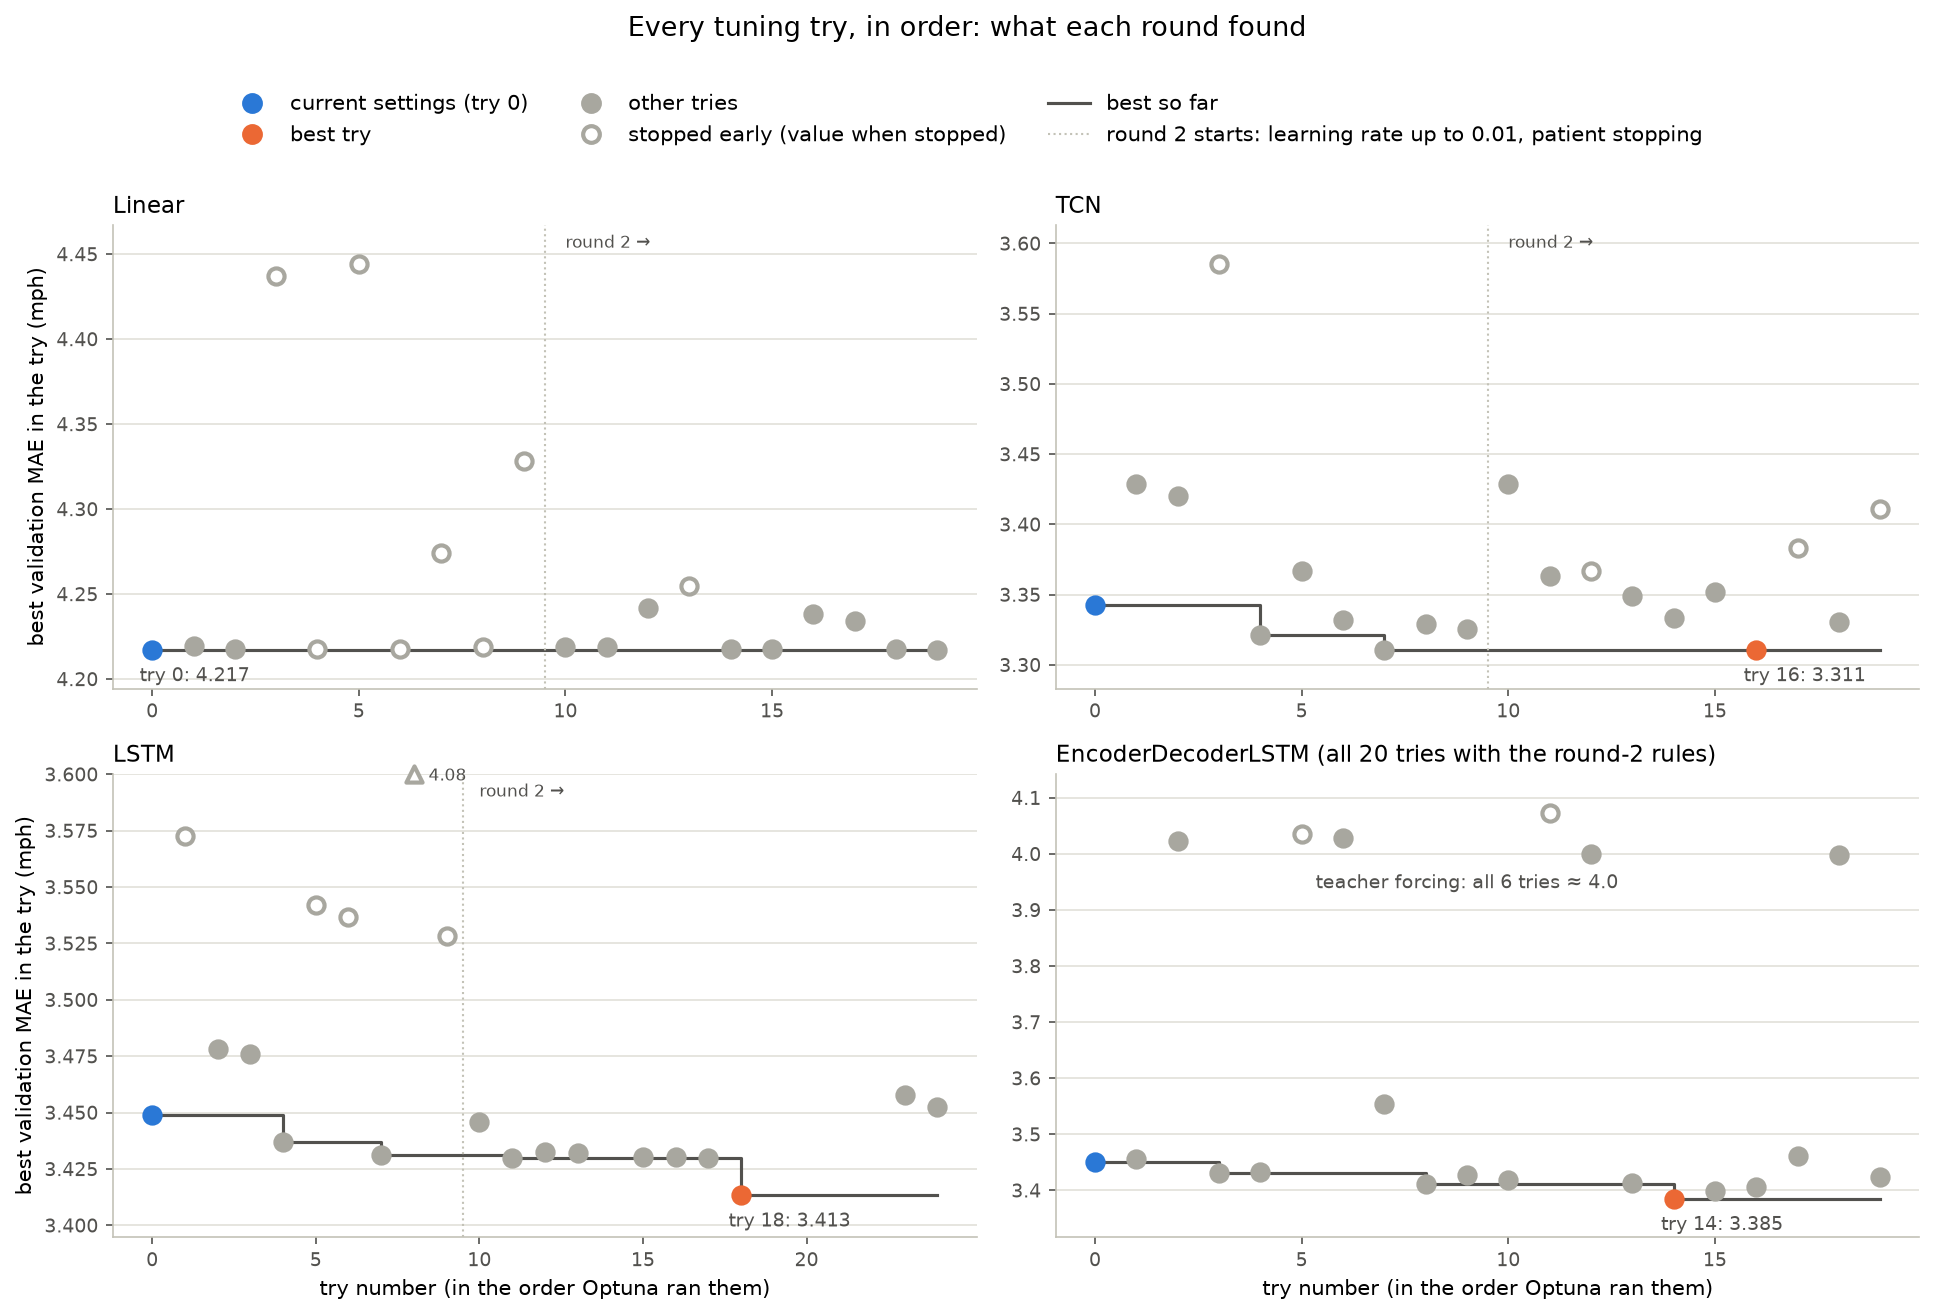 Every tuning try, in order: what each round found
current settings (try 0)
best try
other tries
stopped early (value when stopped)
best so far
round 2 starts: learning rate up to 0.01, patient stopping
Linear
best validation MAE in the try (mph)
4.45
4.40
4.35
4.30
4.25
4.20
round 2 →
try 0: 4.217
0
5
10
15
TCN
3.60
3.55
3.50
3.45
3.40
3.35
3.30
round 2 →
try 16: 3.311
0
5
10
15
LSTM
best validation MAE in the try (mph)
3.600
3.575
3.550
3.525
3.500
3.475
3.450
3.425
3.400
4.08
round 2 →
try 18: 3.413
0
5
10
15
20
try number (in the order Optuna ran them)
EncoderDecoderLSTM (all 20 tries with the round-2 rules)
4.1
4.0
3.9
3.8
3.7
3.6
3.5
3.4
teacher forcing: all 6 tries ≈ 4.0
try 14: 3.385
0
5
10
15
try number (in the order Optuna ran them)